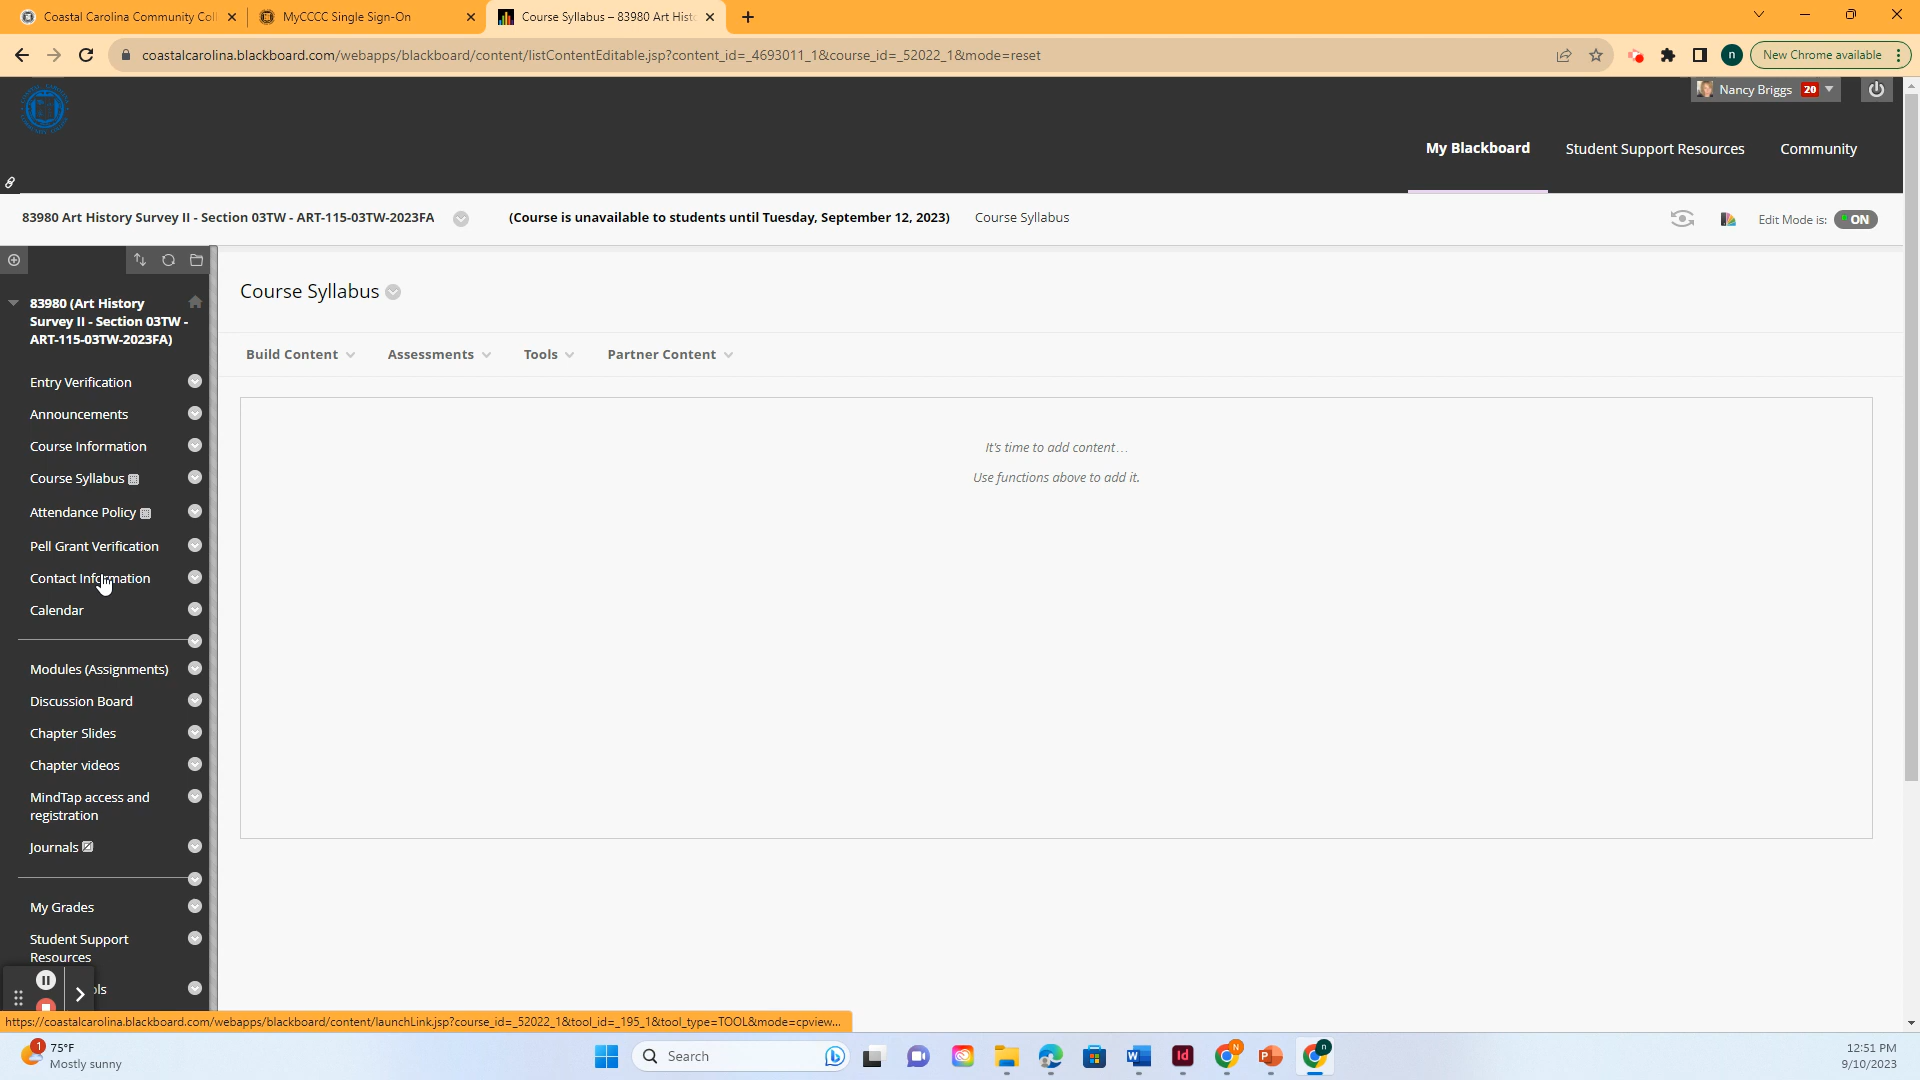 Coastal Carolina Community Coll
MyCCCC Single Sign-On
Course Syllabus – 83980 Art Hist
coastalcarolina.blackboard.com/webapps/blackboard/content/listContentEditable.jsp?content_id=_4693011_1&course_id=_52022_1&mode=reset
n
New Chrome available
Nancy Briggs 20
My Blackboard
Student Support Resources
Community
83980 Art History Survey II - Section 03TW - ART-115-03TW-2023FA
(Course is unavailable to students until Tuesday, September 12, 2023)
Course Syllabus
Edit Mode is: ON
83980 (Art History
Survey II - Section 03TW -
ART-115-03TW-2023FA)
Course Syllabus
Build Content
Assessments
Tools
Partner Content
Entry Verification
Announcements
Course Information
Course Syllabus
Attendance Policy
Pell Grant Verification
Contact Information
Calendar
It's time to add content...
Use functions above to add it.
Modules (Assignments)
Discussion Board
Chapter Slides
Chapter videos
MindTap access and
registration
Journals
My Grades
Student Support
Resources
ols
https://coastalcarolina.blackboard.com/webapps/blackboard/content/launchLink.jsp?course_id=_52022_1&tool_id=_195_1&tool_type=TOOL&mode=cpview...
1
75°F
Mostly sunny
Search
12:51 PM
9/10/2023